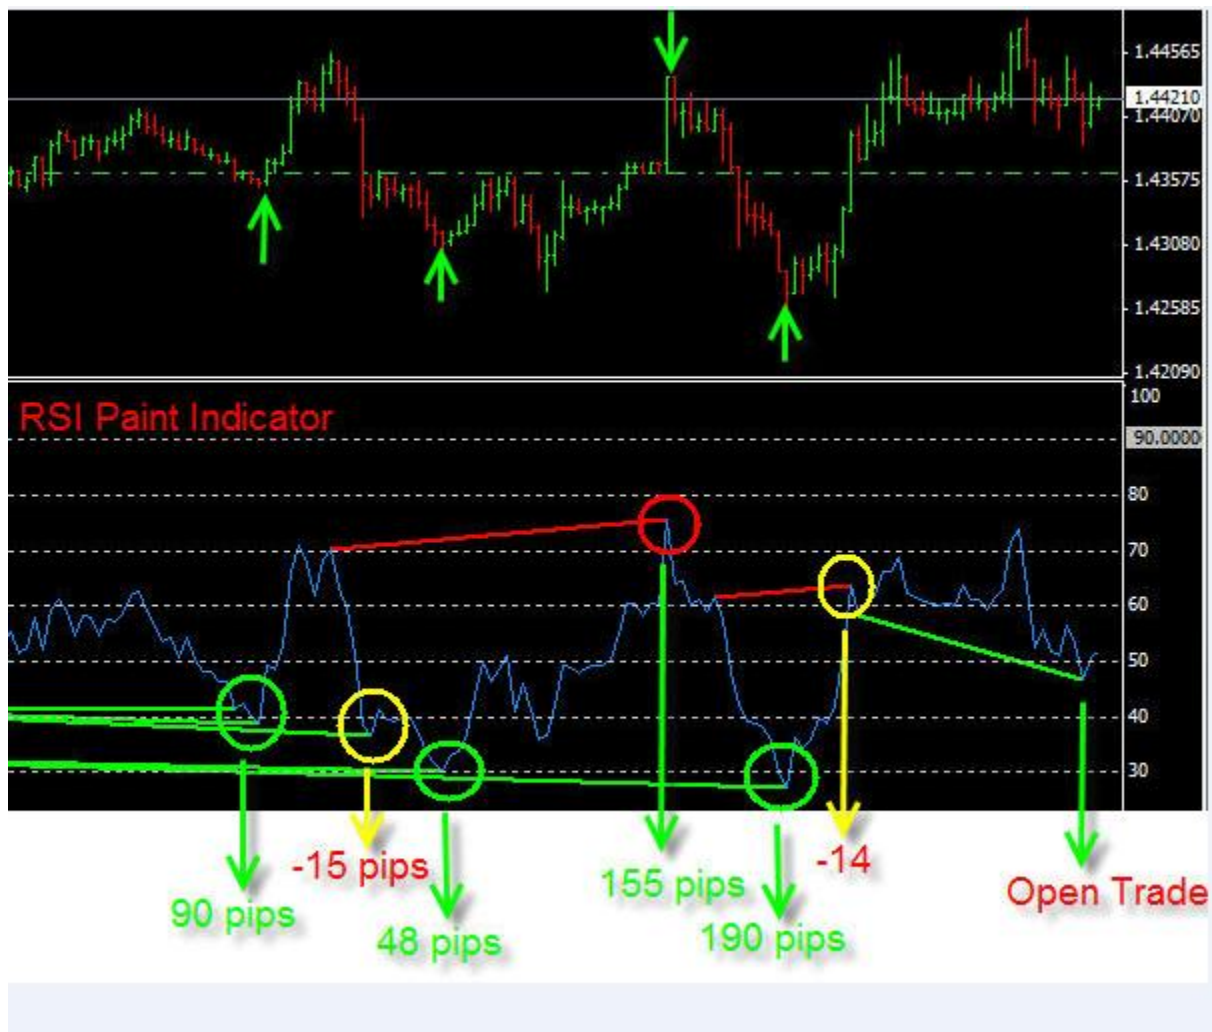 1.44565
1.44210
1.44070
1.43575
1.43080
1.42585
1.42090
RSI Paint Indicator
100
90.0000
80
70
60
50
40
30
-15 pips
90 pips
48 pips
155 pips
190 pips
-14
Open Trade